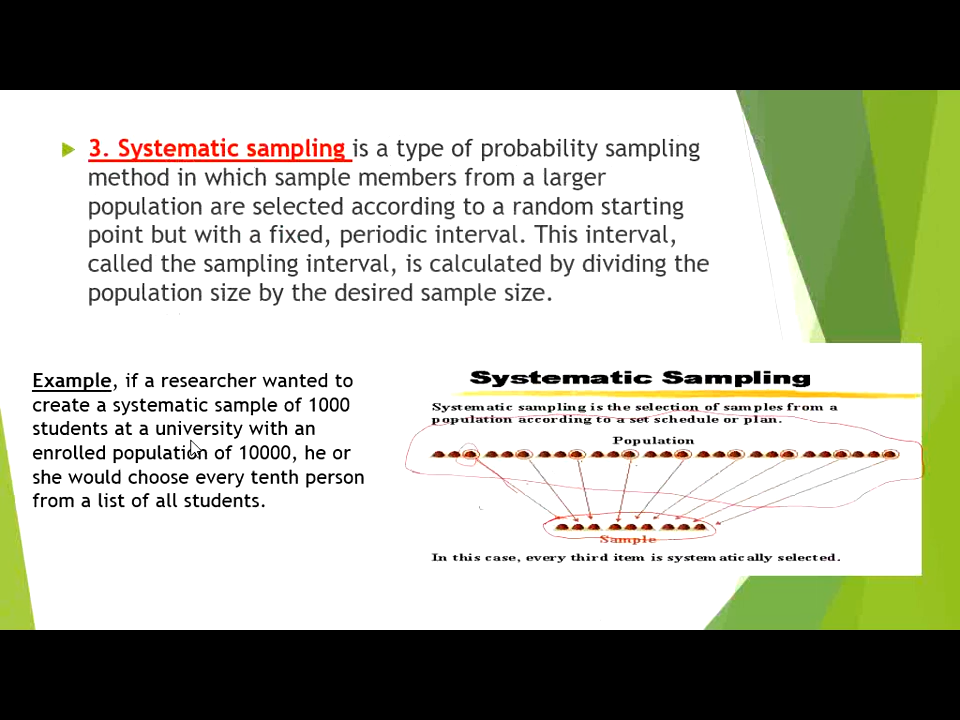 3. Systematic sampling is a type of probability sampling
method in which sample members from a larger
population are selected according to a random starting
point but with a fixed, periodic interval. This interval,
called the sampling interval, is calculated by dividing the
population size by the desired sample size.
Example, if a researcher wanted to
create a systematic sample of 1000
students at a university with an
enrolled population of 10000, he or
she would choose every tenth person
from a list of all students.
Systematic Sampling
Systematic sampling is the selection of samples from a
population according to a set schedule or plan.
Population
Sample
In this case, every third item is systematically selected.